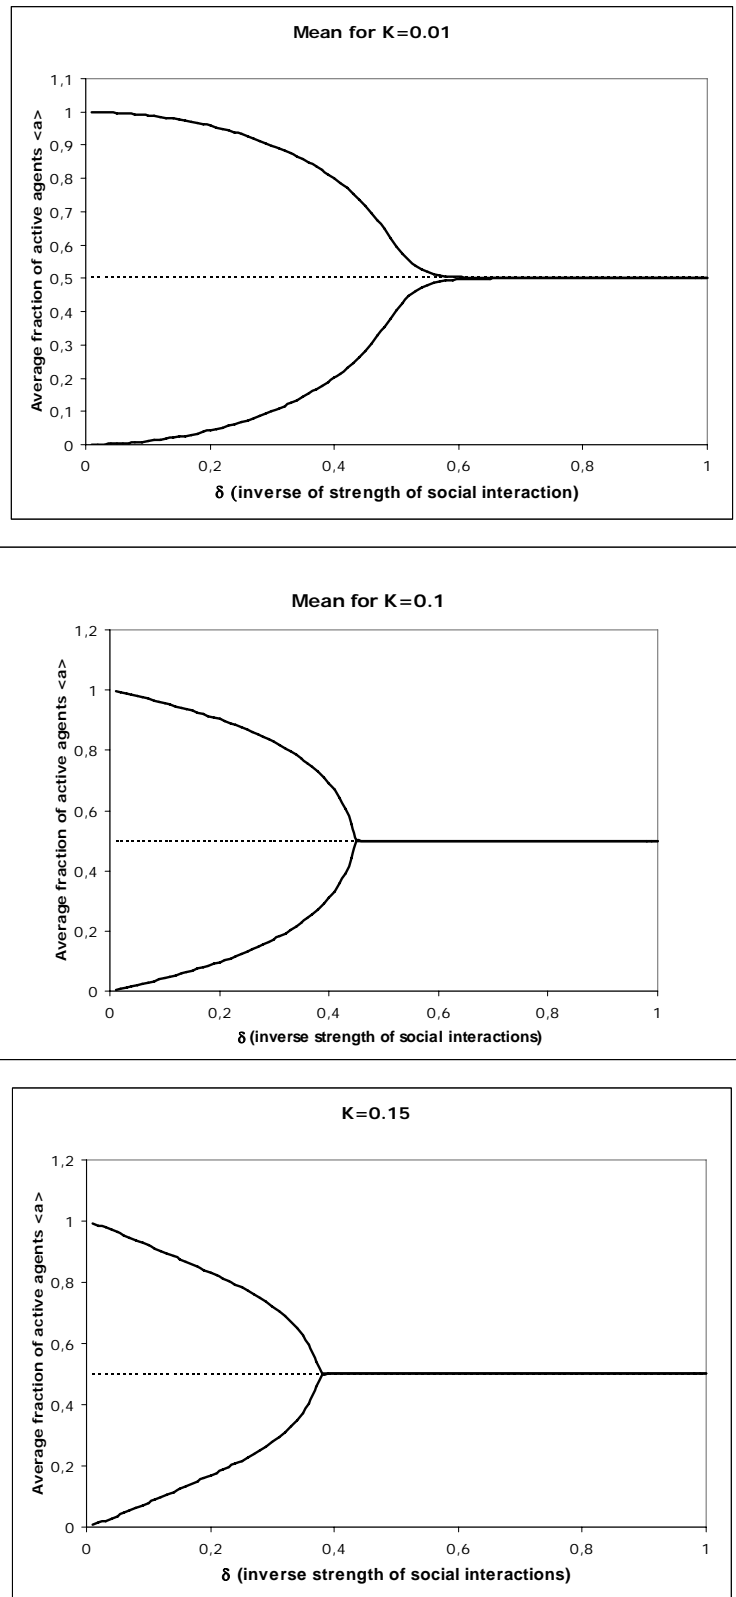 Mean for K=0.01
Average fraction of active agents <a>
1,1
1
0,9
0,8
0,7
0,6
0,5
0,4
0,3
0,2
0,1
0
0 0,2 0,4 0,6 0,8 1
δ (inverse of strength of social interaction)
Mean for K=0.1
Average fraction of active agents <a>
1,2
1
0,8
0,6
0,4
0,2
0
0 0,2 0,4 0,6 0,8 1
δ (inverse strength of social interactions)
K=0.15
Average fraction of active agents <a>
1,2
1
0,8
0,6
0,4
0,2
0
0 0,2 0,4 0,6 0,8 1
δ (inverse strength of social interactions)